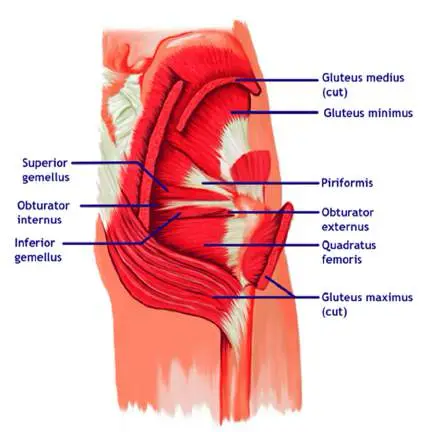 Gluteus medius
(cut)
Gluteus minimus
Superior
gemellus
Piriformis
Obturator
internus
Obturator
externus
Inferior
gemellus
Quadratus
femoris
Gluteus maximus
(cut)